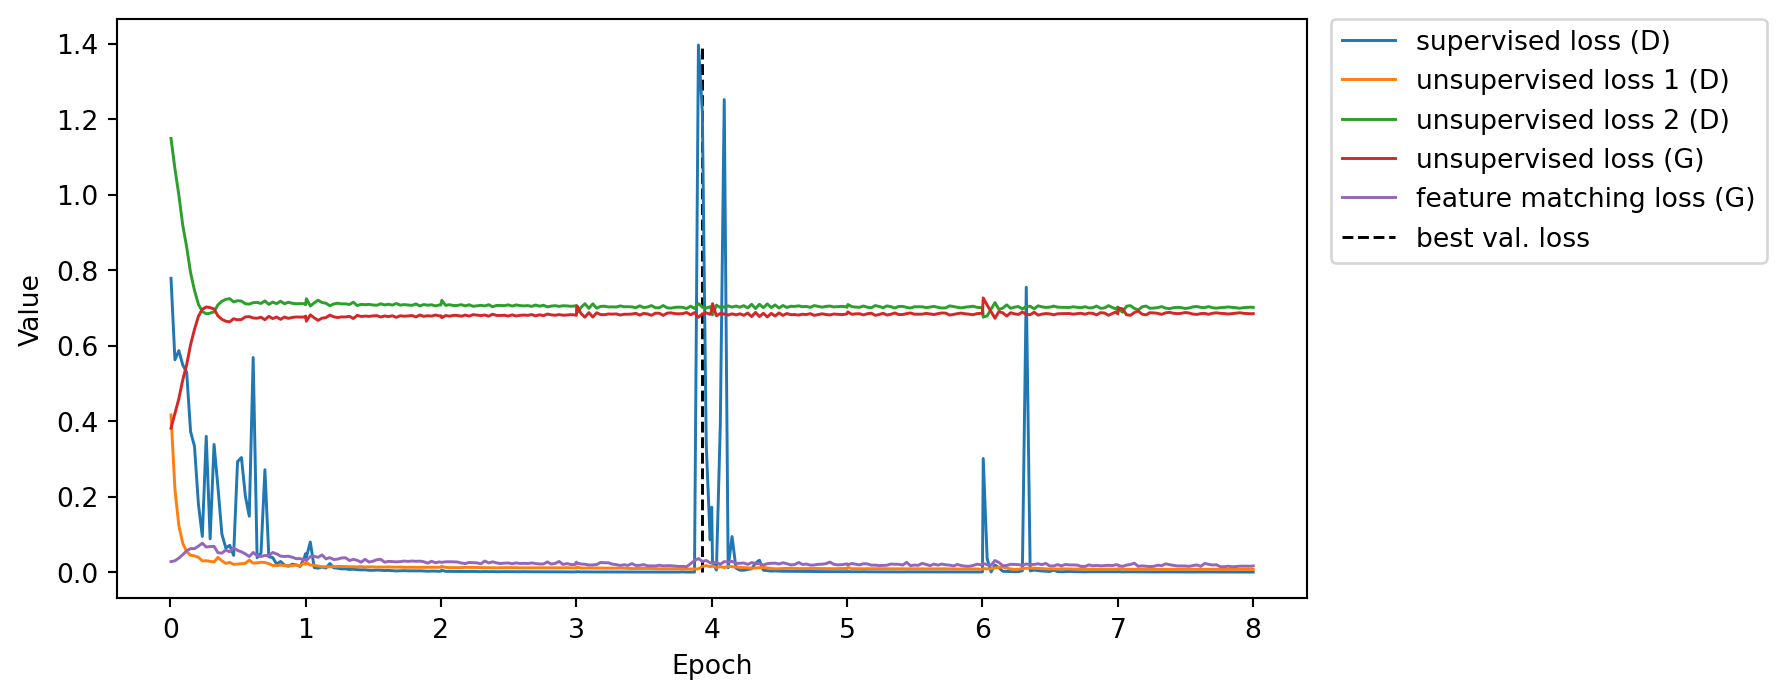 1.4
1.2
1.0
0.8
0.6
0.4
0.2
0.0
Value
0 1 2 3 4 5 6 7 8
Epoch
supervised loss (D)
unsupervised loss 1 (D)
unsupervised loss 2 (D)
unsupervised loss (G)
feature matching loss (G)
best val. loss